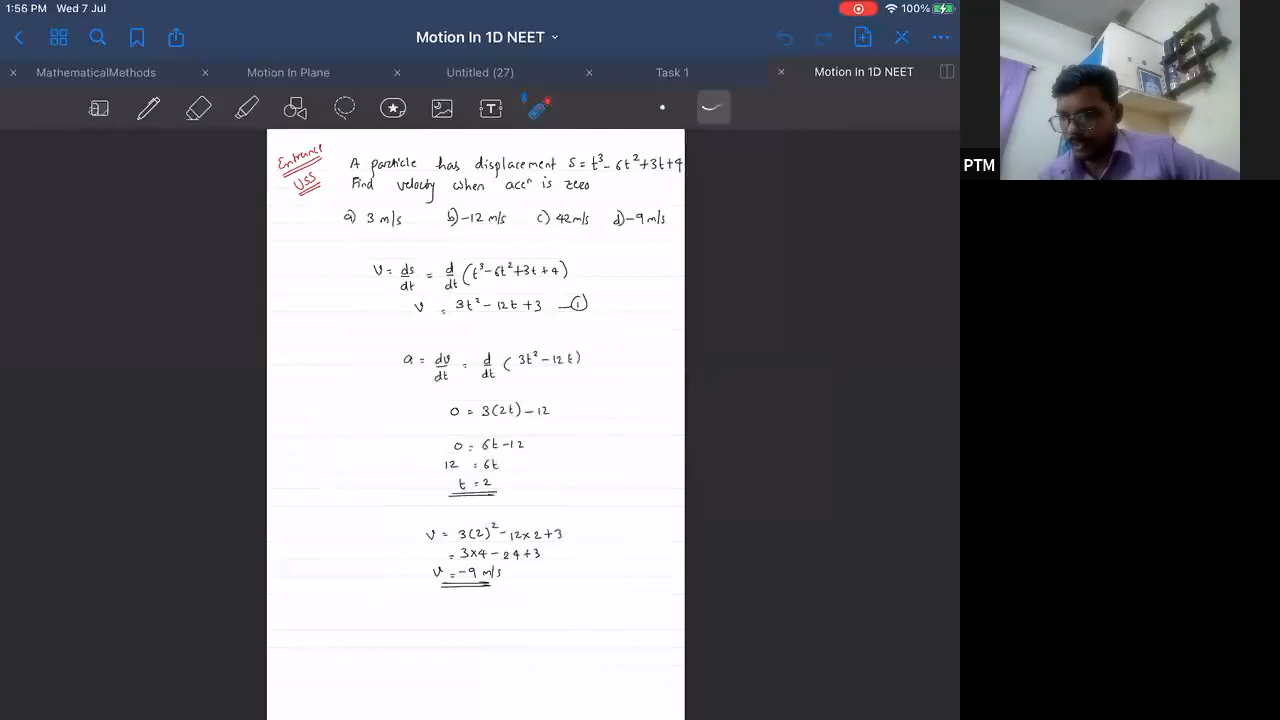 1:56 PM Wed 7 Jul
100%
Motion In 1D NEET
MathematicalMethods
Motion In Plane
Untitled (27)
Task 1
Motion In 1D NEET
PTM
Entrance
USS
A particle has displacement S = t³ - 6t² + 3t + 4
Find velocity when accⁿ is zero
a) 3 m/s b) -12 m/s c) 42 m/s d) -9 m/s
V = ds/dt = d/dt (t³ - 6t² + 3t + 4)
v = 3t² - 12t + 3 —①
a = dv/dt = d/dt (3t² - 12t)
0 = 3(2t) - 12
0 = 6t - 12
12 = 6t
t = 2
V = 3(2)² - 12 × 2 + 3
= 3×4 - 24 + 3
V = -9 m/s